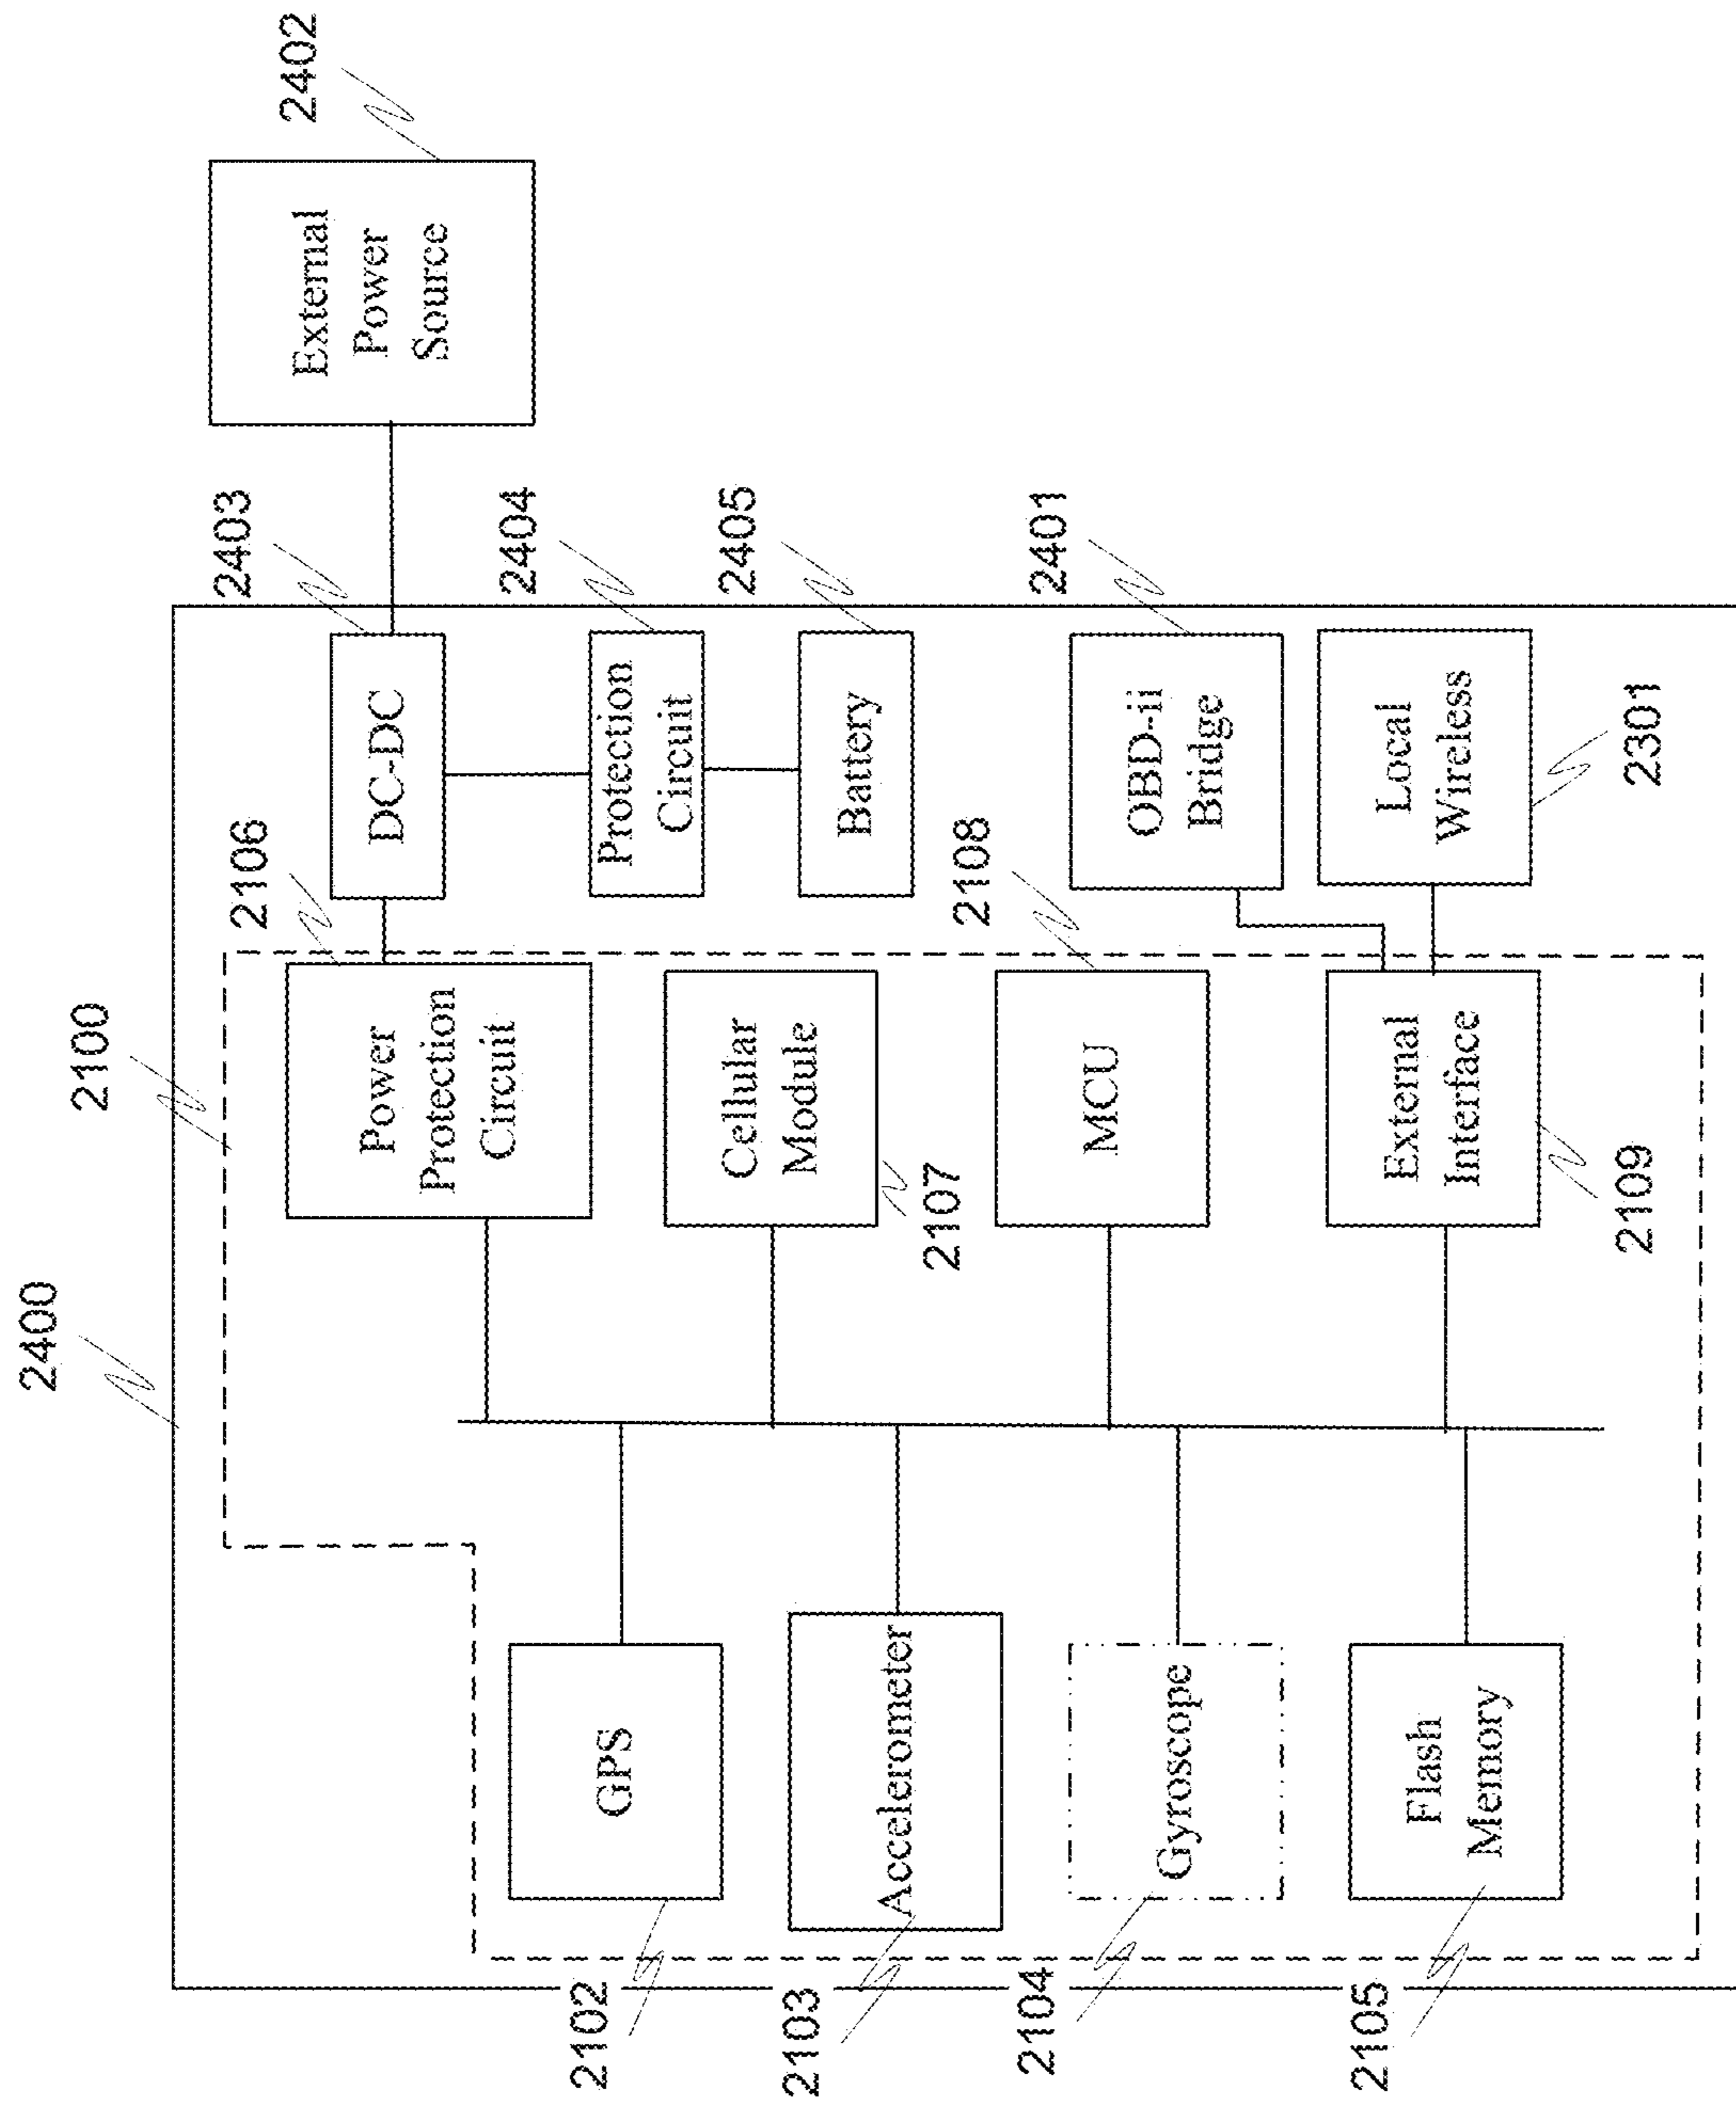 2400
2100
2102
GPS
2103
Accelerometer
2104
Gyroscope
2105
Flash
Memory
2106
Power
Protection
Circuit
Cellular
Module
2107
2108
MCU
External
Interface
2109
2403
DC-DC
2404
Protection
Circuit
2405
Battery
2401
OBD-ii
Bridge
Local
Wireless
2301
2402
External
Power
Source